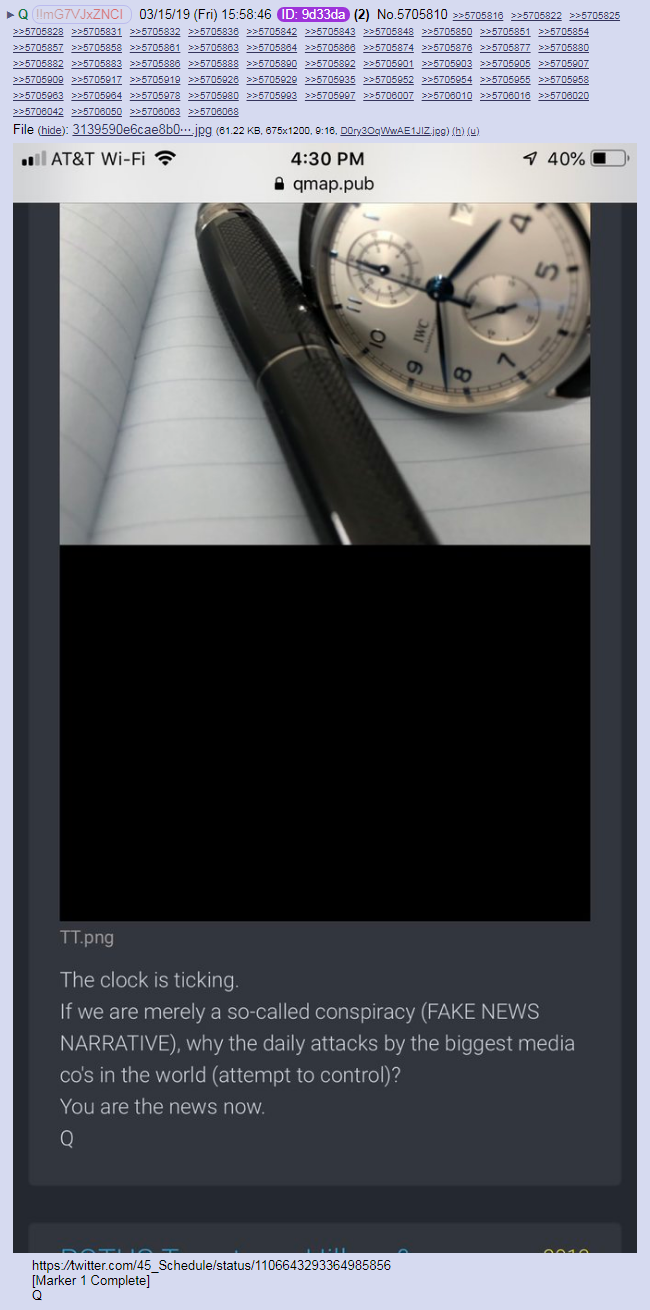 Q !!mG7VJxZNCI 03/15/19 (Fri) 15:58:46 ID: 9d33da (2) No.5705810 >>5705816 >>5705822 >>5705825
>>5705828 >>5705831 >>5705832 >>5705836 >>5705842 >>5705843 >>5705848 >>5705850 >>5705851 >>5705854
>>5705857 >>5705858 >>5705861 >>5705863 >>5705864 >>5705866 >>5705874 >>5705876 >>5705877 >>5705880
>>5705882 >>5705883 >>5705886 >>5705888 >>5705890 >>5705892 >>5705901 >>5705903 >>5705905 >>5705907
>>5705909 >>5705917 >>5705919 >>5705926 >>5705929 >>5705935 >>5705952 >>5705954 >>5705955 >>5705958
>>5705963 >>5705964 >>5705978 >>5705980 >>5705993 >>5705997 >>5706007 >>5706010 >>5706016 >>5706020
>>5706042 >>5706050 >>5706063 >>5706068
File (hide): 3139590e6cae8b0⋯.jpg (61.22 KB, 675x1200, 9:16, D0ry3OqWwAE1JIZ.jpg) (h) (u)
AT&T Wi-Fi 4:30 PM 40%
qmap.pub
4
5
7
8
9
10
11
IWC
TT.png
The clock is ticking.
If we are merely a so-called conspiracy (FAKE NEWS
NARRATIVE), why the daily attacks by the biggest media
co's in the world (attempt to control)?
You are the news now.
Q
https://twitter.com/45_Schedule/status/1106643293364985856
[Marker 1 Complete]
Q